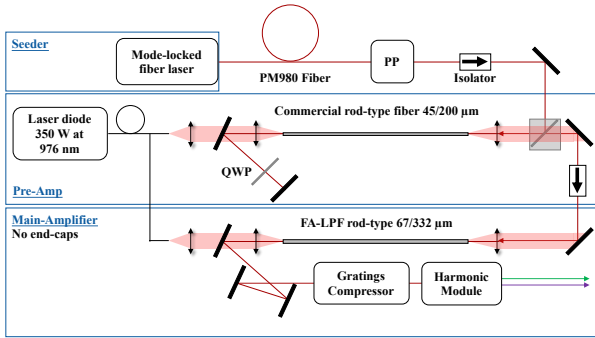 Seeder
Mode-locked
fiber laser
PM980 Fiber
PP
Isolator
Laser diode
350 W at
976 nm
Commercial rod-type fiber 45/200 µm
QWP
Pre-Amp
Main-Amplifier
No end-caps
FA-LPF rod-type 67/332 µm
Gratings
Compressor
Harmonic
Module